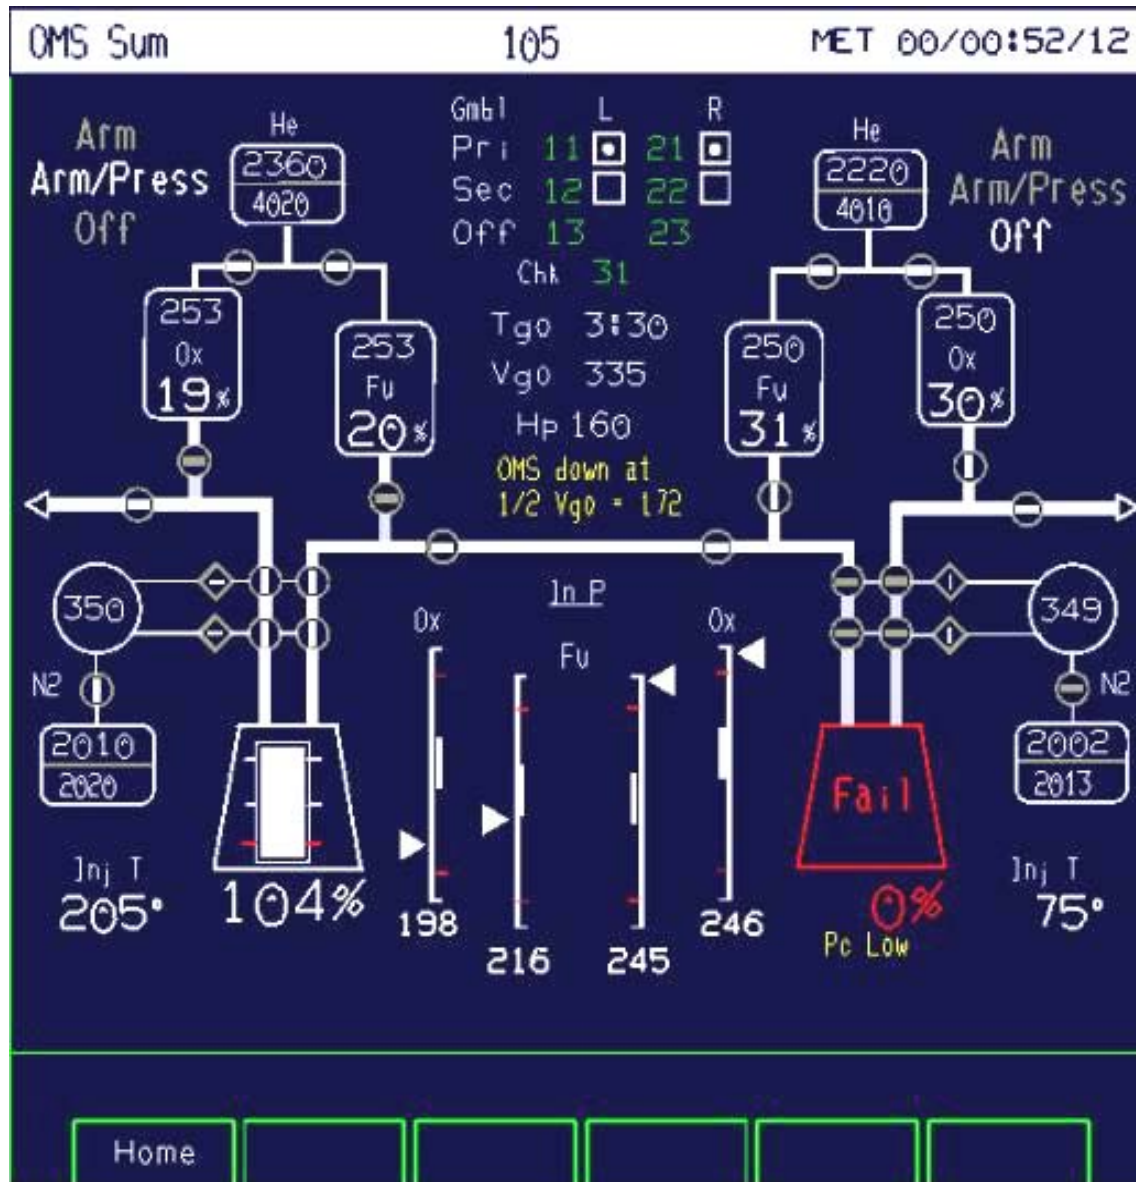 OMS Sum 105 MET 00/00:52/12
Gmbl L R
Pri 11 21
Sec 12 22
Off 13 23
Chk 31
Arm
Arm/Press
Off
He
2360
4020
He
2220
4010
Arm
Arm/Press
Off
253
Ox
19%
253
Fu
20%
Tgo 3:30
Vgo 335
Hp 160
OMS down at
1/2 Vgo = 172
250
Fu
31%
250
Ox
30%
350
N2
2010
2020
Inj T
205°
104%
In P
Ox
Fu
Ox
198
216
245
246
349
N2
2002
2013
Fail
0%
Pc Low
Inj T
75°
Home